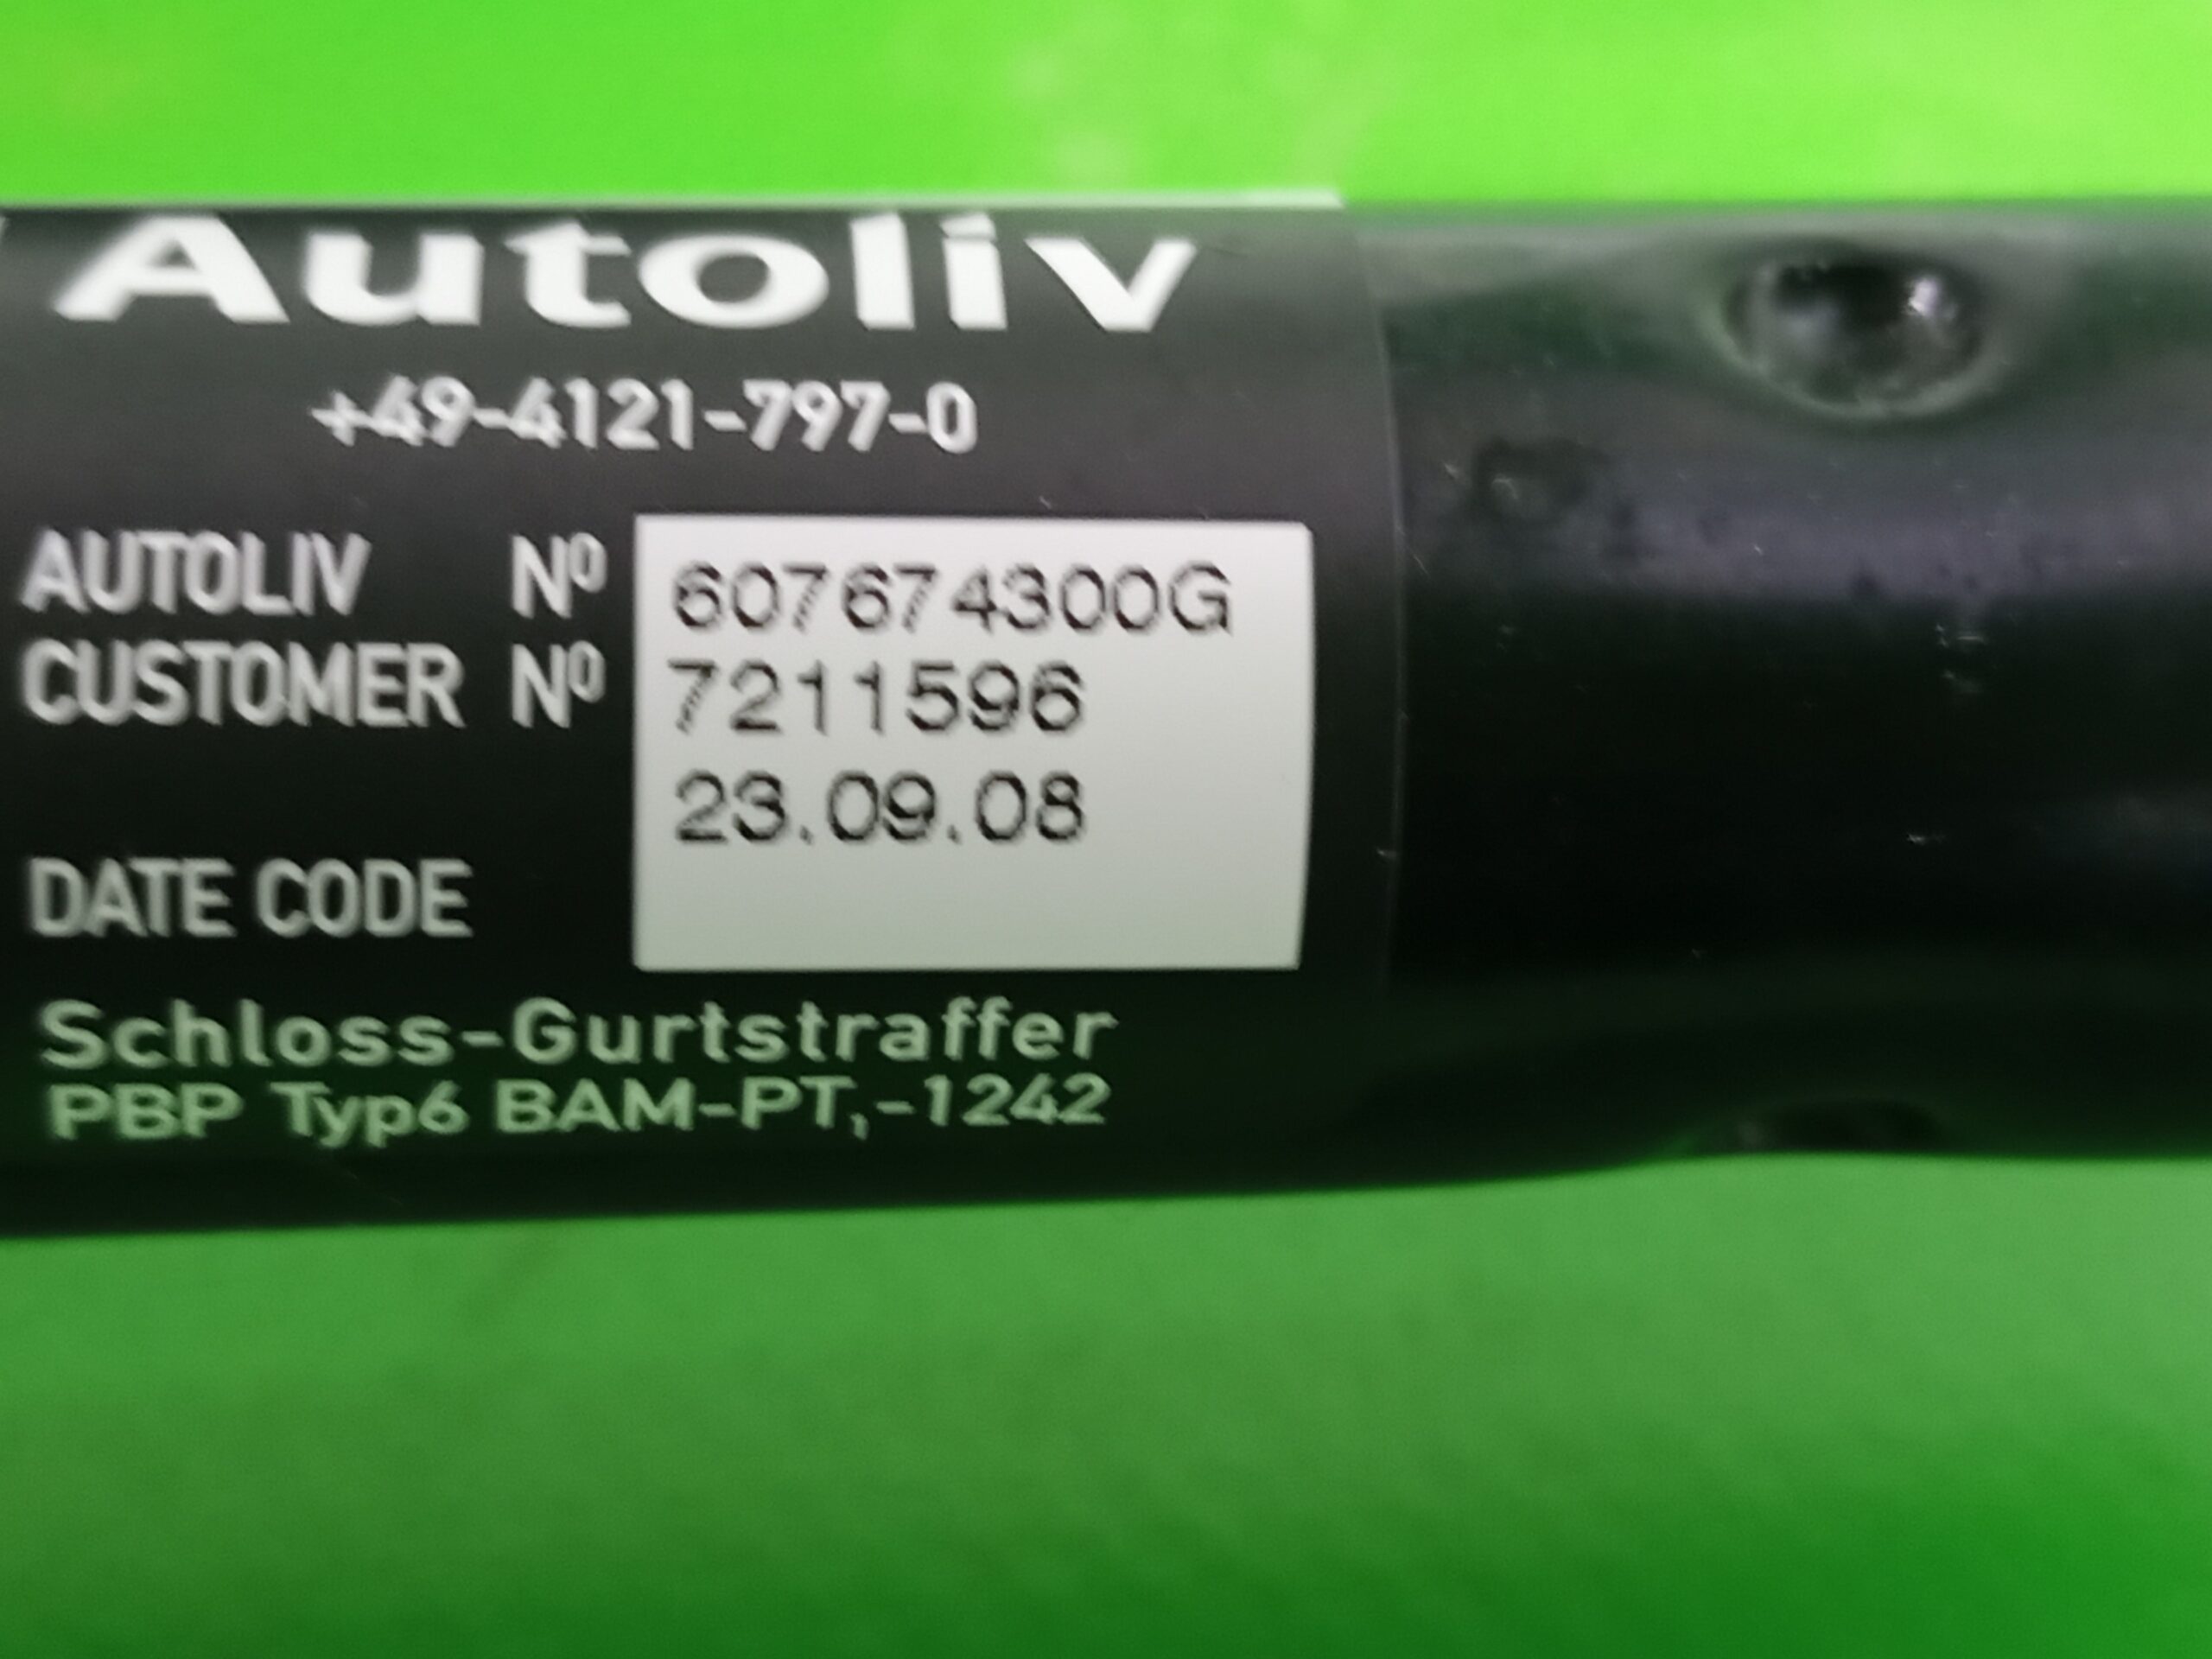 Autoliv
+49-4121-797-0
AUTOLIV Nº 607674300G
CUSTOMER Nº 7211596
23.09.08
DATE CODE
Schloss-Gurtstraffer
PBP Typ6 BAM-PT,-1242